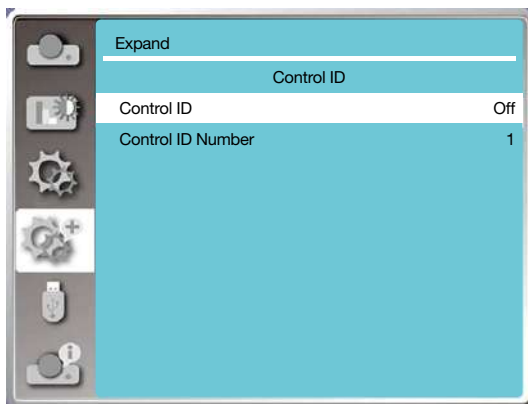 Expand
Control ID
Control ID Off
Control ID Number 1